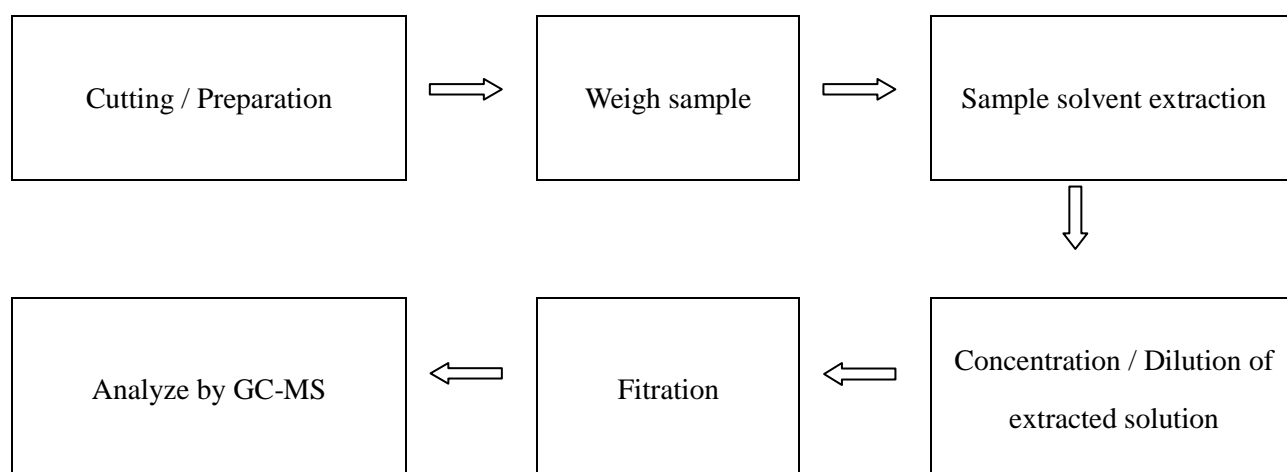 Cutting / Preparation
Weigh sample
Sample solvent extraction
Concentration / Dilution of
extracted solution
Fitration
Analyze by GC-MS